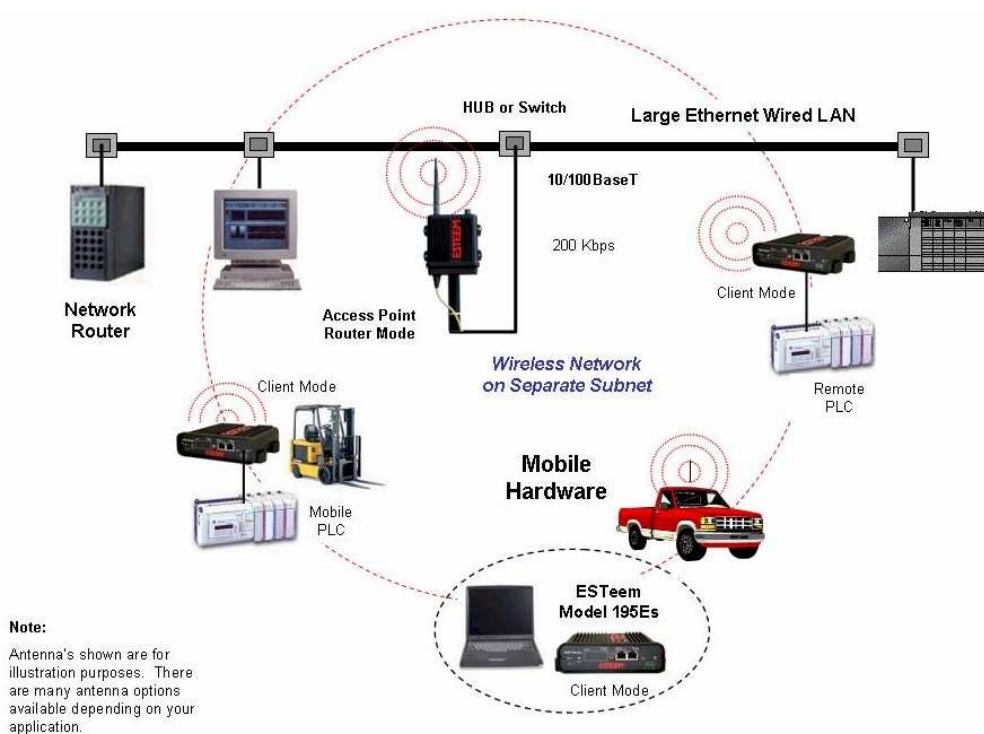 HUB or Switch
Large Ethernet Wired LAN
10/100BaseT
200 Kbps
ESTEEM
Client Mode
Network
Router
Access Point
Router Mode
Wireless Network
on Separate Subnet
Remote
PLC
Client Mode
Mobile
PLC
Mobile
Hardware
ESTeem
Model 195Es
ESTEEM
Client Mode
Note:
Antenna's shown are for
illustration purposes.  There
are many antenna options
available depending on your
application.